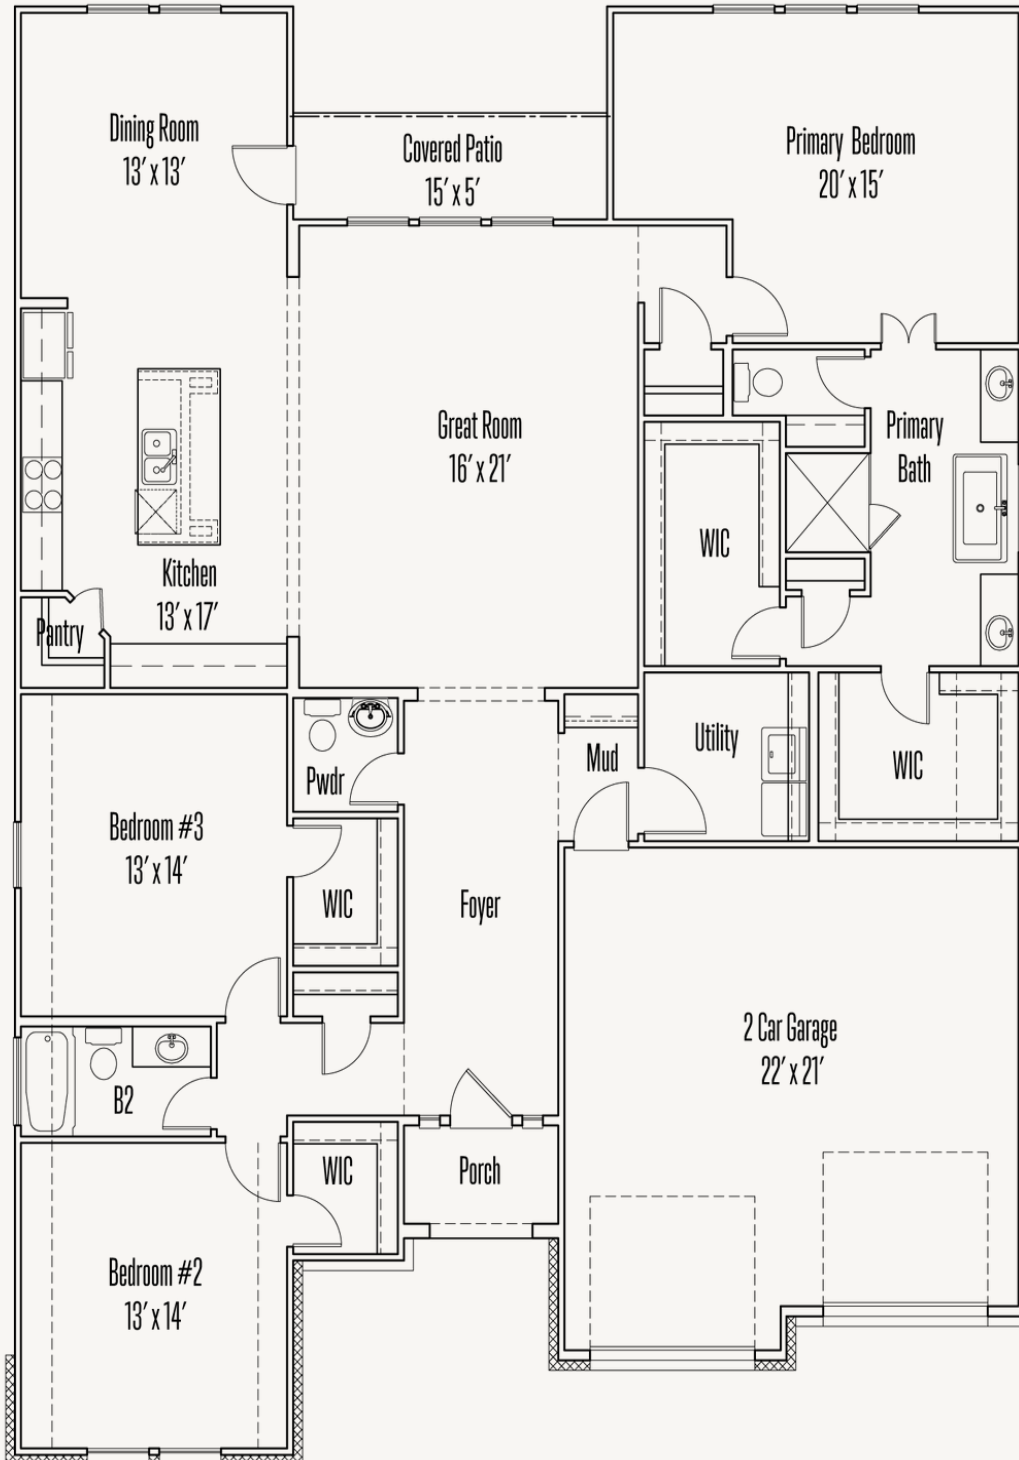 Dining Room
13' x 13'
Covered Patio
15' x 5'
Primary Bedroom
20' x 15'
Great Room
16' x 21'
Primary
Bath
WIC
Kitchen
13' x 17'
Pantry
Utility
Mud
WIC
Pwdr
Bedroom #3
13' x 14'
WIC
Foyer
2 Car Garage
22' x 21'
B2
WIC
Porch
Bedroom #2
13' x 14'